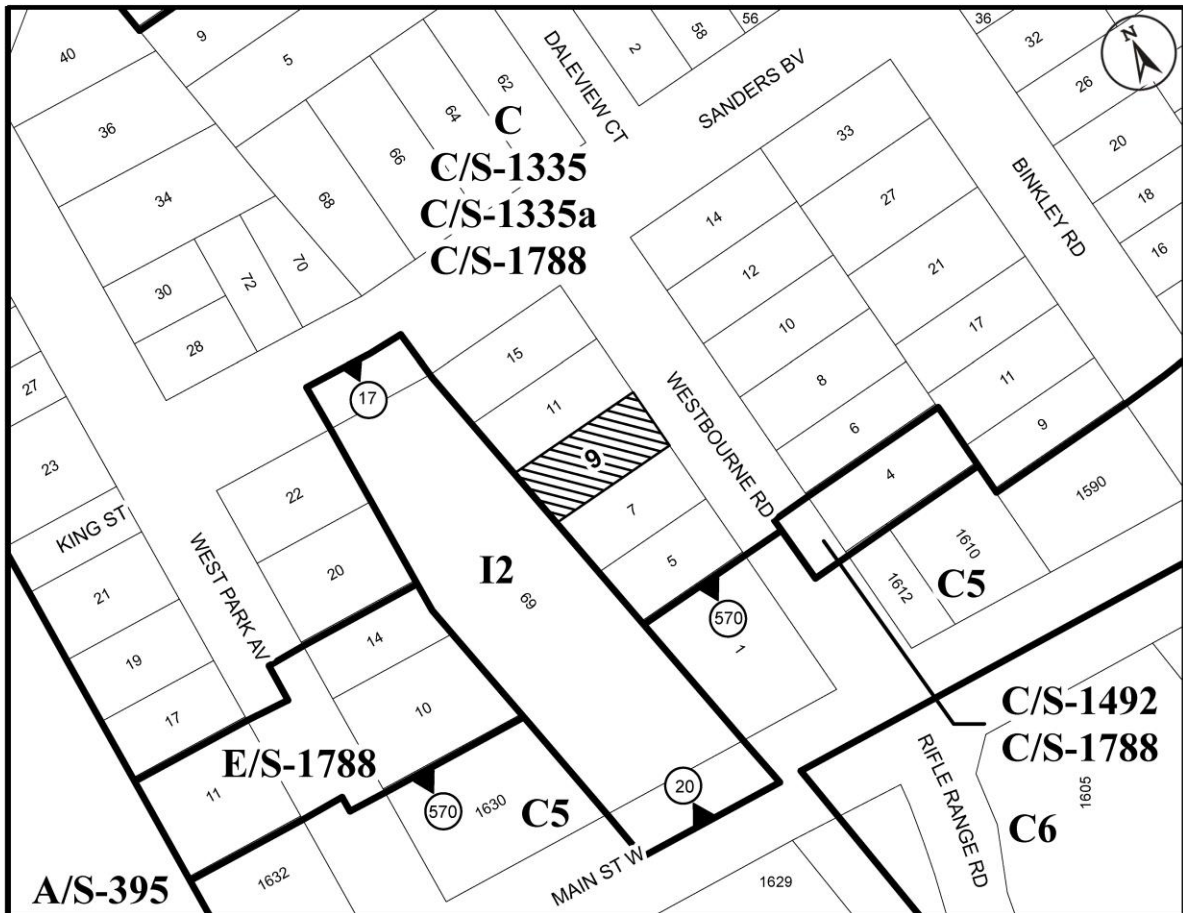 40
9
5
DALEVIEW CT
2
58
56
SANDERS BV
36
32
N
26
20
18
16
BINKLEY RD
36
34
62
64
66
68
C
C/S-1335
C/S-1335a
C/S-1788
70
72
30
28
33
27
21
17
11
9
14
12
10
8
6
4
27
23
KING ST
21
19
17
WEST PARK AV
22
20
14
10
17
15
11
9
7
5
WESTBOURNE RD
1590
1610
1612
C5
I2
69
570
1
C/S-1492
C/S-1788
E/S-1788
11
570
1630
C5
20
MAIN ST W
RIFLE RANGE RD
C6
1605
A/S-395
1632
1629